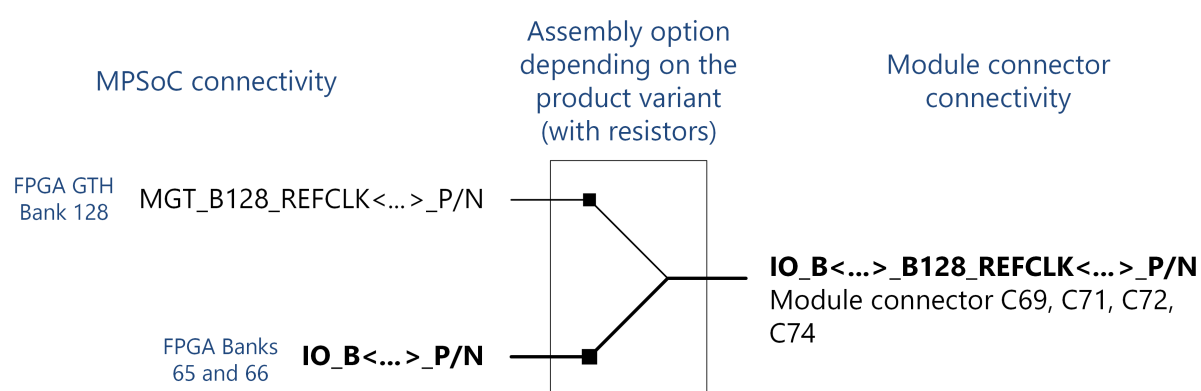 MPSoC connectivity
Assembly option
depending on the
product variant
(with resistors)
Module connector
connectivity
FPGA GTH
Bank 128
MGT_B128_REFCLK<...>_P/N
IO_B<...>_B128_REFCLK<...>_P/N
Module connector C69, C71, C72,
C74
FPGA Banks
65 and 66
IO_B<...>_P/N